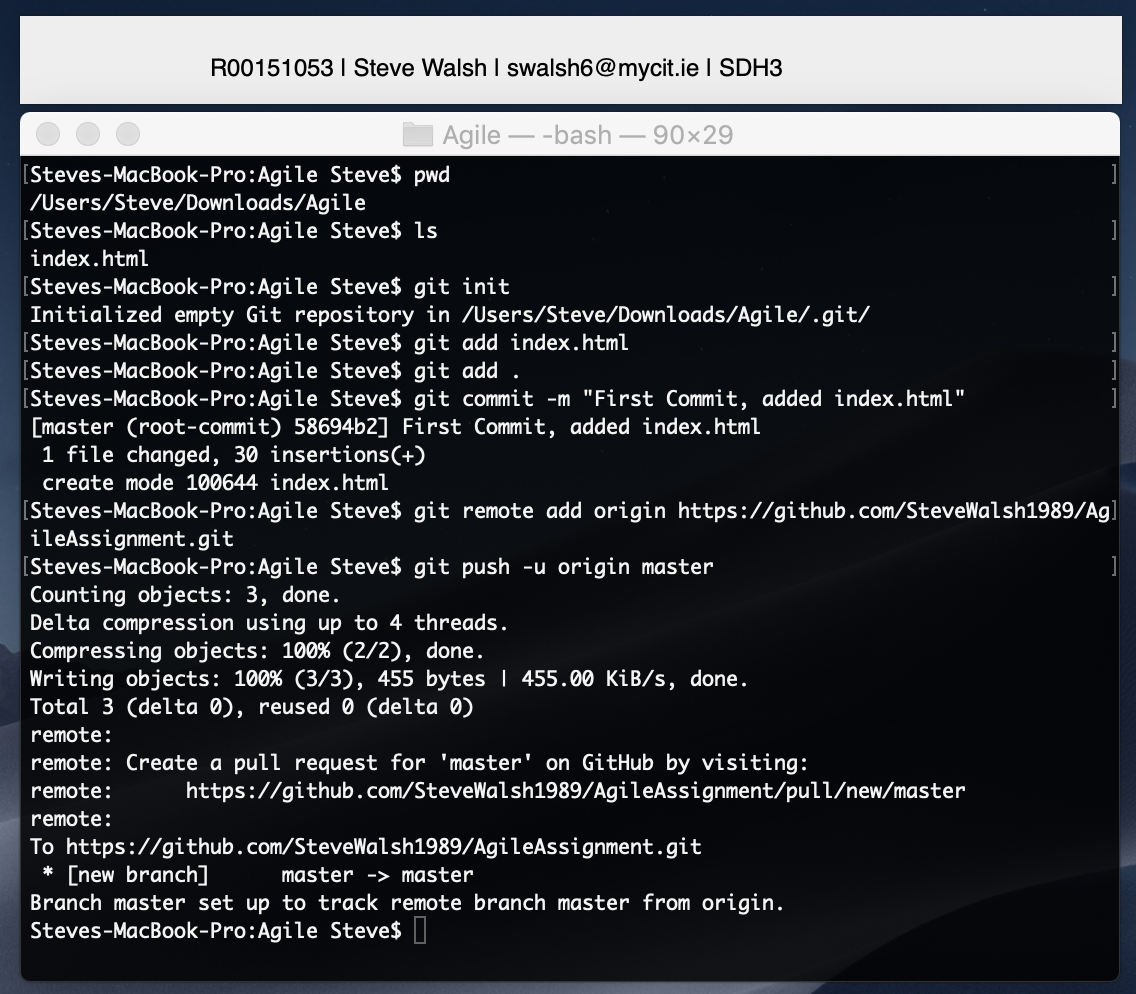 R00151053 | Steve Walsh | swalsh6@mycit.ie | SDH3
Agile — -bash — 90×29
[Steves-MacBook-Pro:Agile Steve$ pwd ]
/Users/Steve/Downloads/Agile
[Steves-MacBook-Pro:Agile Steve$ ls ]
index.html
[Steves-MacBook-Pro:Agile Steve$ git init ]
Initialized empty Git repository in /Users/Steve/Downloads/Agile/.git/
[Steves-MacBook-Pro:Agile Steve$ git add index.html ]
[Steves-MacBook-Pro:Agile Steve$ git add . ]
[Steves-MacBook-Pro:Agile Steve$ git commit -m "First Commit, added index.html" ]
[master (root-commit) 58694b2] First Commit, added index.html
 1 file changed, 30 insertions(+)
 create mode 100644 index.html
[Steves-MacBook-Pro:Agile Steve$ git remote add origin https://github.com/SteveWalsh1989/Ag]
ileAssignment.git
[Steves-MacBook-Pro:Agile Steve$ git push -u origin master ]
Counting objects: 3, done.
Delta compression using up to 4 threads.
Compressing objects: 100% (2/2), done.
Writing objects: 100% (3/3), 455 bytes | 455.00 KiB/s, done.
Total 3 (delta 0), reused 0 (delta 0)
remote:
remote: Create a pull request for 'master' on GitHub by visiting:
remote:      https://github.com/SteveWalsh1989/AgileAssignment/pull/new/master
remote:
To https://github.com/SteveWalsh1989/AgileAssignment.git
 * [new branch]      master -> master
Branch master set up to track remote branch master from origin.
Steves-MacBook-Pro:Agile Steve$